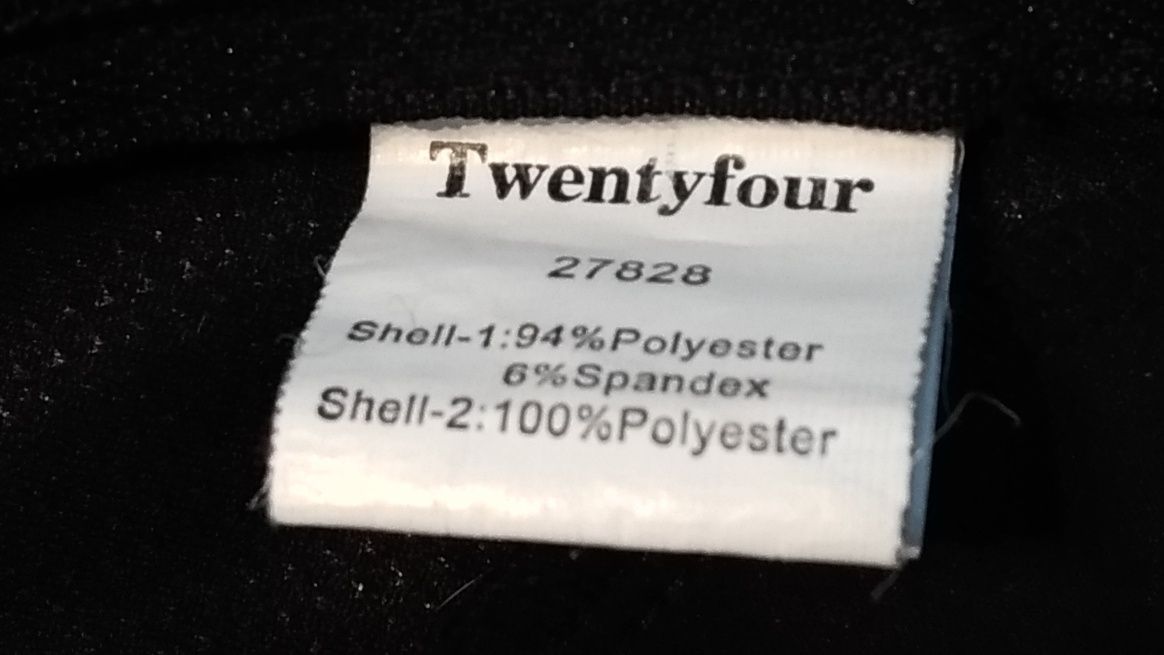 Twentyfour
27828
Shell-1:94%Polyester
6%Spandex
Shell-2:100%Polyester